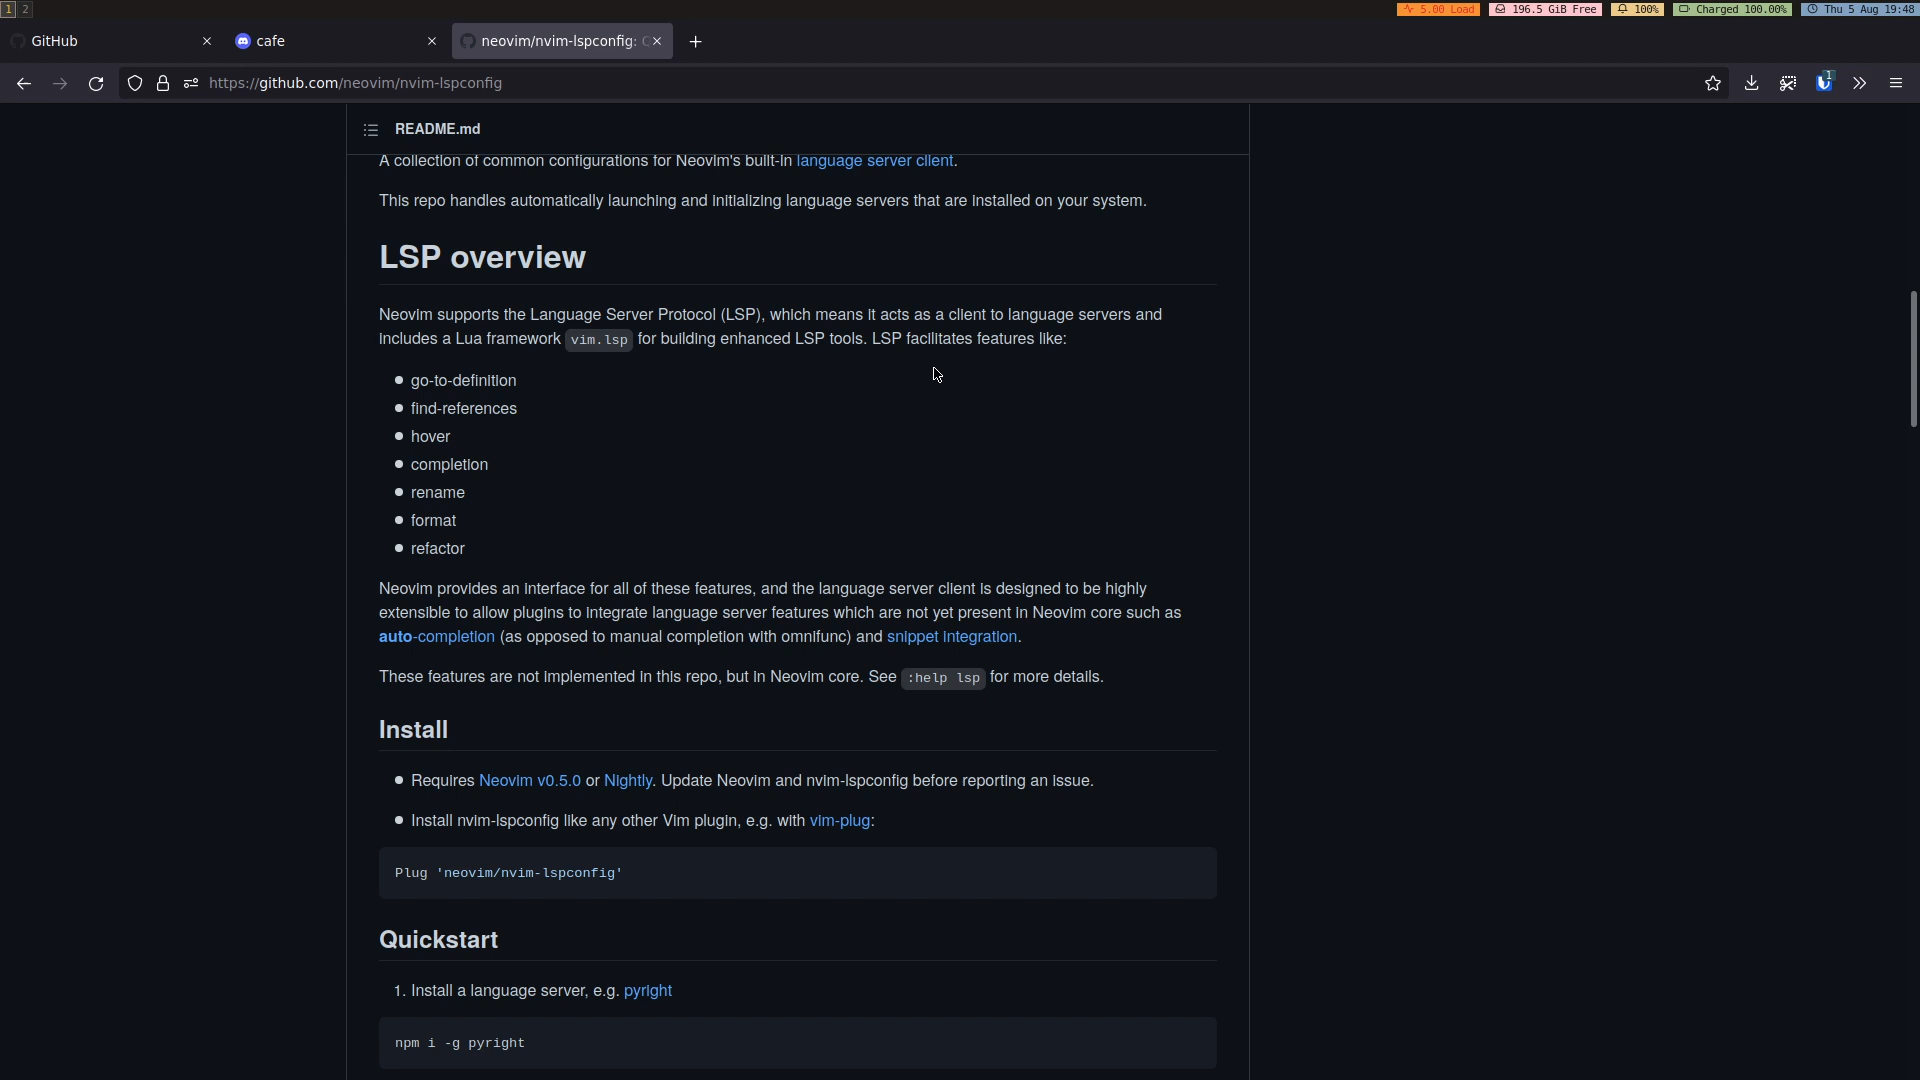 1 2 5.00 Load 196.5 GiB Free 100% Charged 100.00% Thu 5 Aug 19:48
GitHub cafe neovim/nvim-lspconfig:
https://github.com/neovim/nvim-lspconfig 1
README.md
A collection of common configurations for Neovim's built-in language server client.
This repo handles automatically launching and initializing language servers that are installed on your system.
LSP overview
Neovim supports the Language Server Protocol (LSP), which means it acts as a client to language servers and
includes a Lua framework vim.lsp for building enhanced LSP tools. LSP facilitates features like:
go-to-definition
find-references
hover
completion
rename
format
refactor
Neovim provides an interface for all of these features, and the language server client is designed to be highly
extensible to allow plugins to integrate language server features which are not yet present in Neovim core such as
auto-completion (as opposed to manual completion with omnifunc) and snippet integration.
These features are not implemented in this repo, but in Neovim core. See :help lsp for more details.
Install
Requires Neovim v0.5.0 or Nightly. Update Neovim and nvim-lspconfig before reporting an issue.
Install nvim-lspconfig like any other Vim plugin, e.g. with vim-plug:
Plug 'neovim/nvim-lspconfig'
Quickstart
1. Install a language server, e.g. pyright
npm i -g pyright